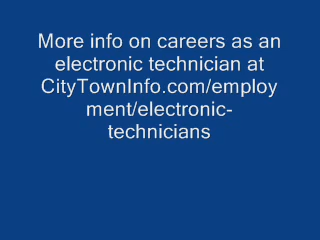 More info on careers as an
electronic technician at
CityTownInfo.com/employ
ment/electronic-
technicians